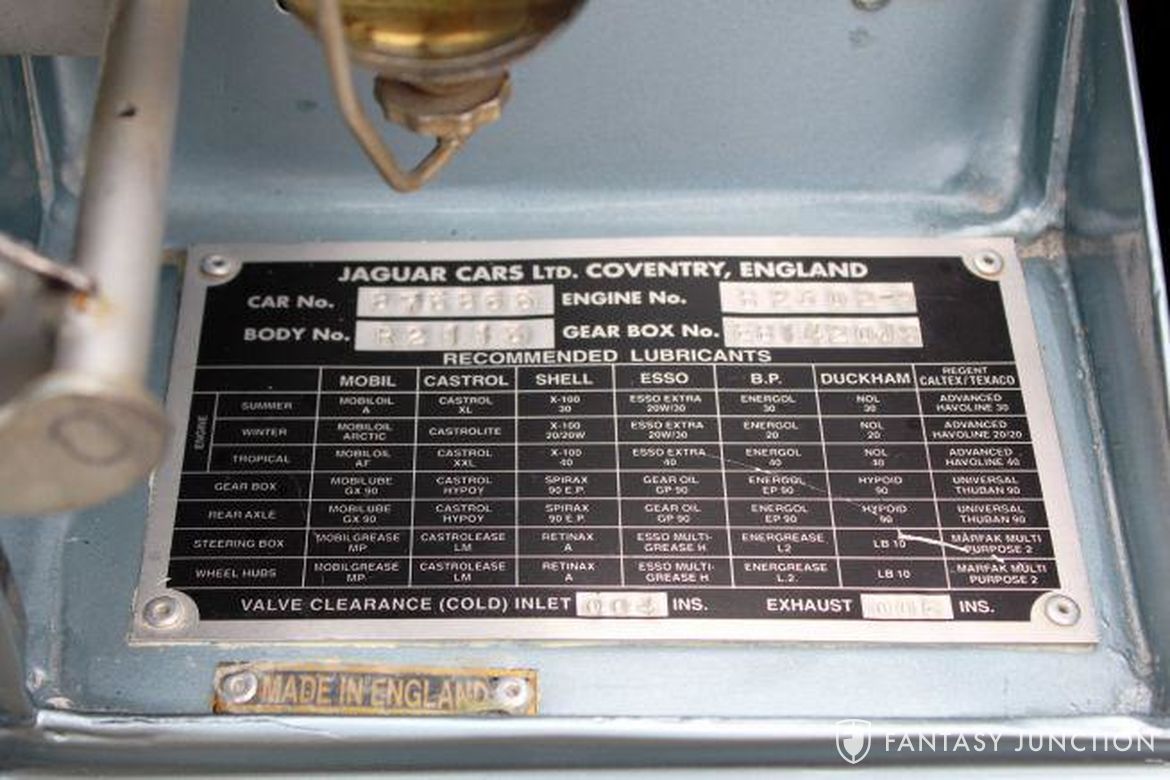 JAGUAR CARS LTD. COVENTRY, ENGLAND
CAR No. ENGINE No.
BODY No. GEAR BOX No.
RECOMMENDED LUBRICANTS
MOBIL CASTROL SHELL ESSO B.P. DUCKHAM REGENT CALTEX/TEXACO
ENGINE
SUMMER MOBILOIL A CASTROL XL X-100 30 ESSO EXTRA 20W/30 ENERGOL 30 NOL 30 ADVANCED HAVOLINE 30
WINTER MOBILOIL ARCTIC CASTROLITE X-100 20/20W ESSO EXTRA 20W/30 ENERGOL 20 NOL 20 ADVANCED HAVOLINE 20/20
TROPICAL MOBILOIL AF CASTROL XXL X-100 40 ESSO EXTRA 40 ENERGOL 40 NOL 40 ADVANCED HAVOLINE 40
GEAR BOX MOBILUBE GX 90 CASTROL HYPOY SPIRAX 90 E.P. GEAR OIL GP 90 ENERGOL EP 90 HYPOID 90 UNIVERSAL THUBAN 90
REAR AXLE MOBILUBE GX 90 CASTROL HYPOY SPIRAX 90 E.P. GEAR OIL GP 90 ENERGOL EP 90 HYPOID 90 UNIVERSAL THUBAN 90
STEERING BOX MOBILGREASE MP CASTROLEASE LM RETINAX A ESSO MULTI-GREASE H ENERGREASE L2 LB 10 MARFAK MULTI PURPOSE 2
WHEEL HUBS MOBILGREASE MP CASTROLEASE LM RETINAX A ESSO MULTI-GREASE H ENERGREASE L.2. LB 10 MARFAK MULTI PURPOSE 2
VALVE CLEARANCE (COLD) INLET 004 INS. EXHAUST INS.
MADE IN ENGLAND
FANTASY JUNCTION